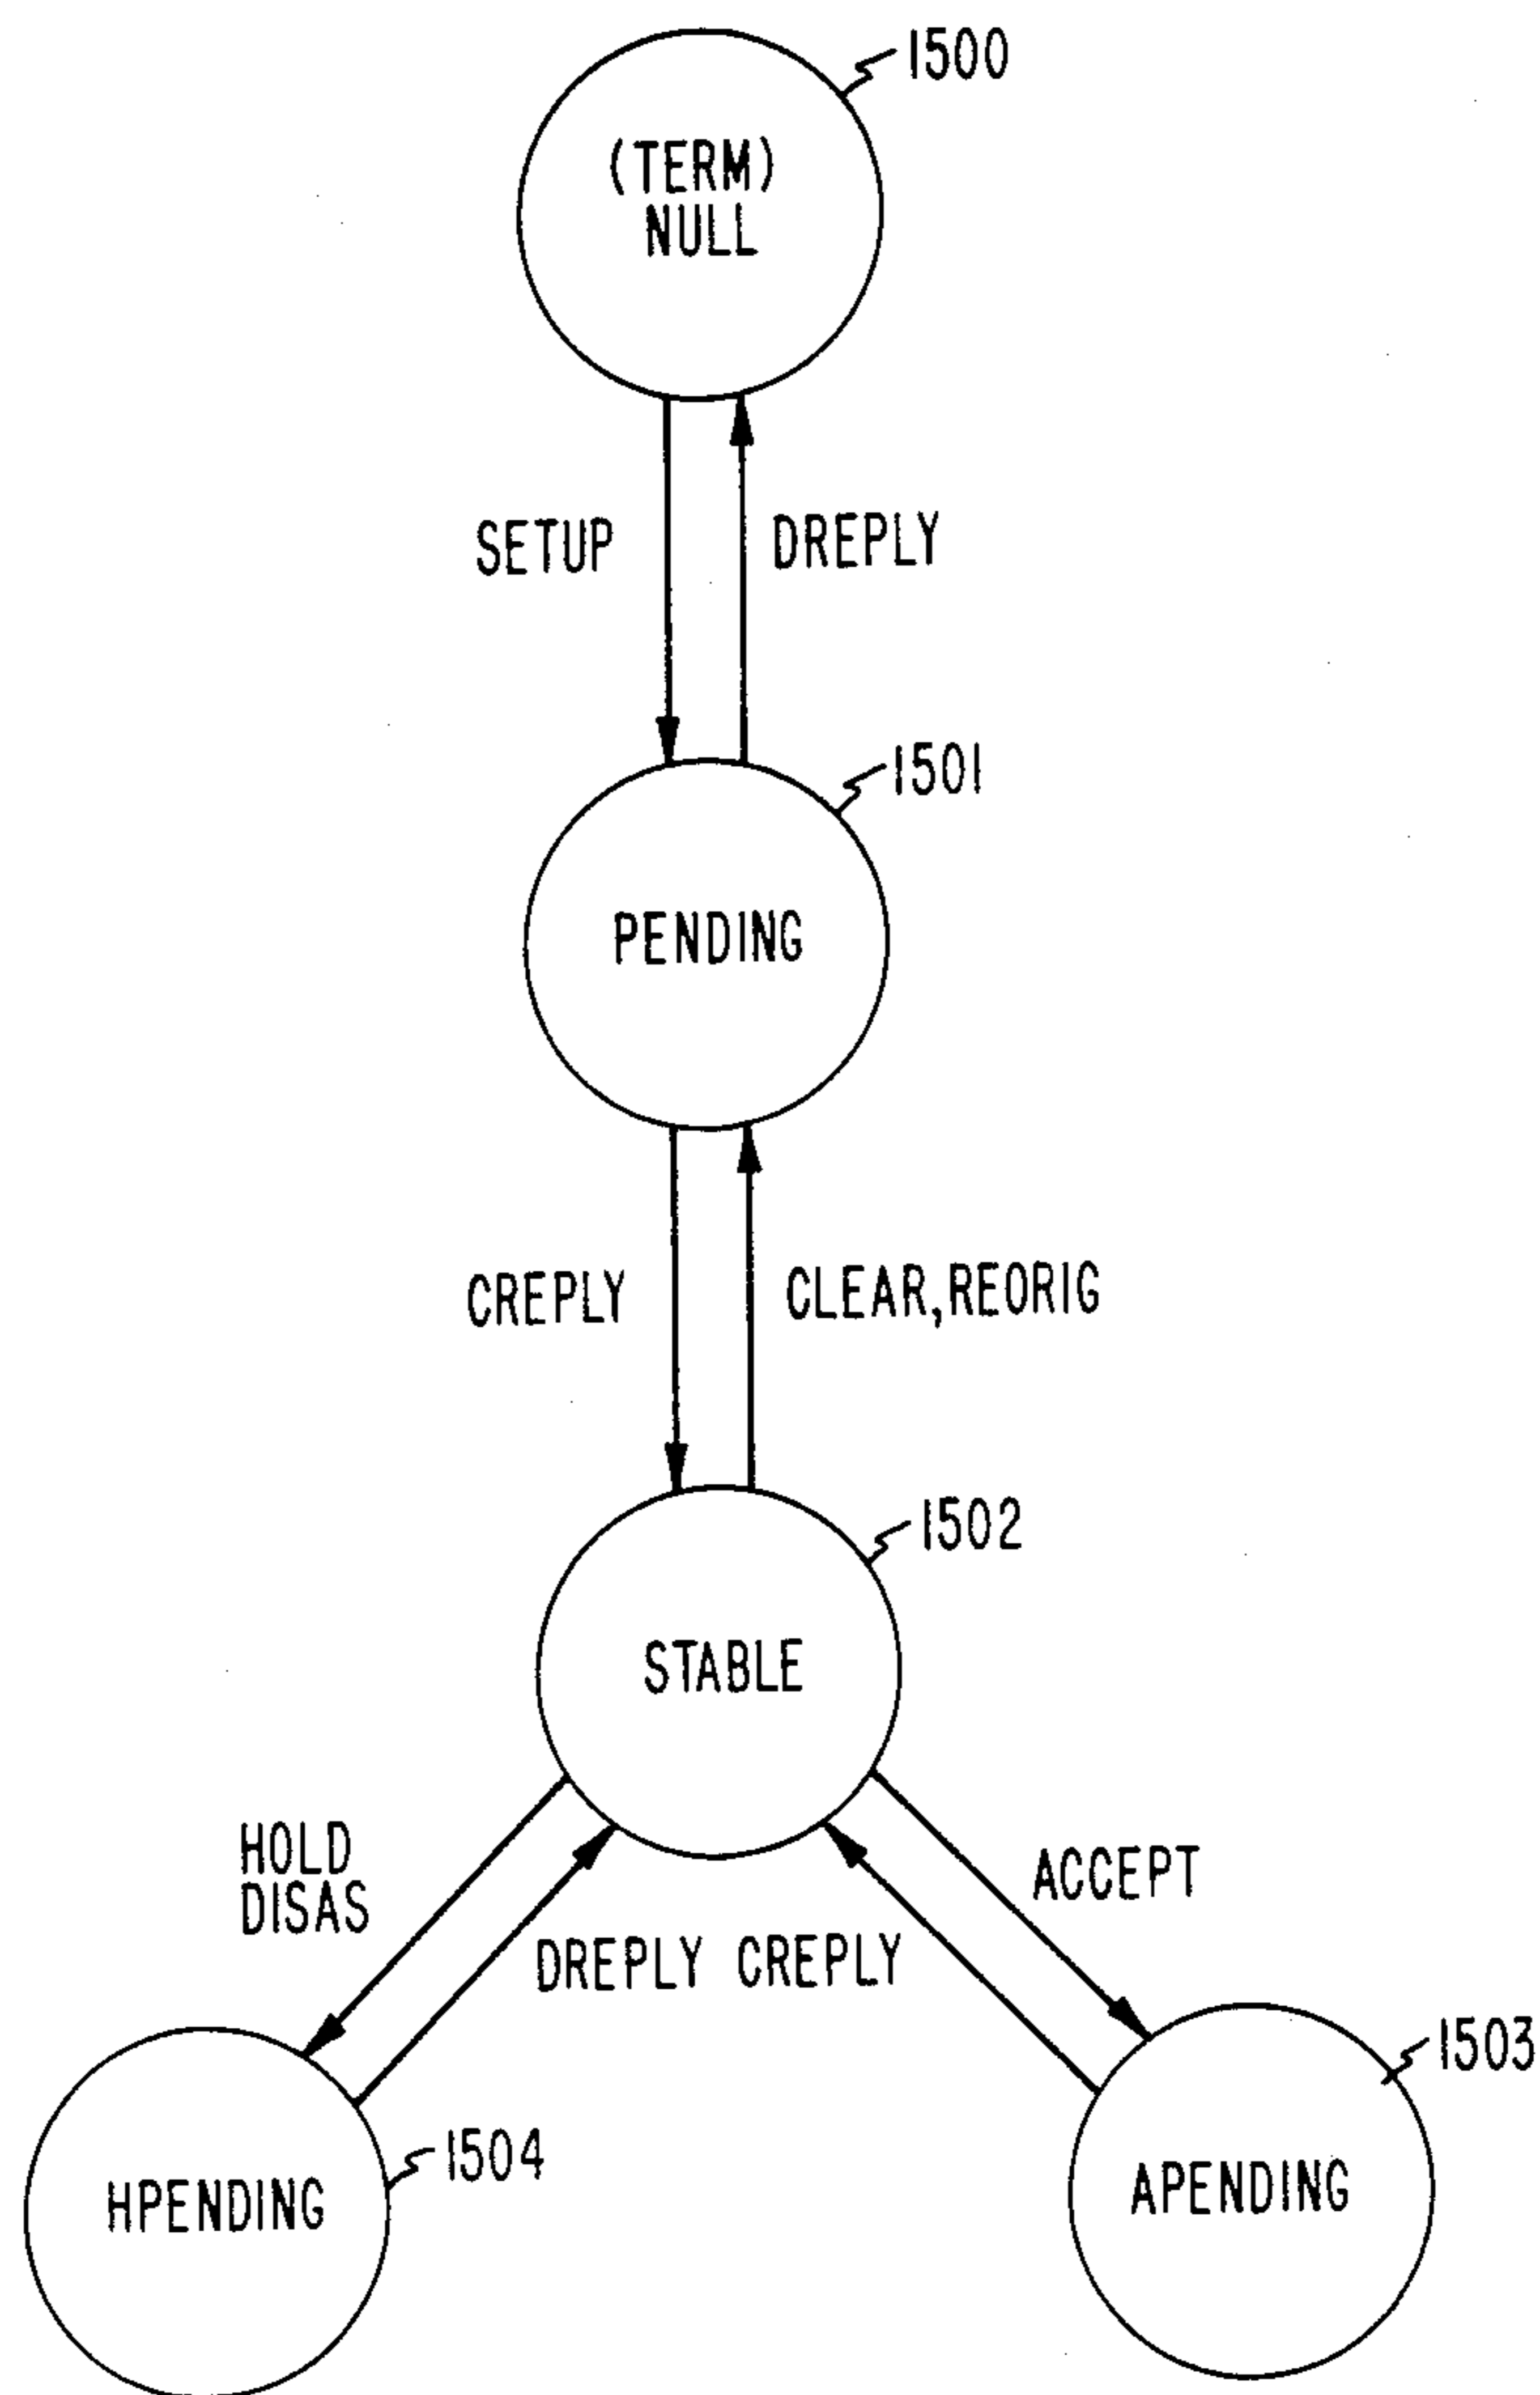 1500
(TERM)
NULL
SETUP
DREPLY
1501
PENDING
CREPLY
CLEAR,REORIG
1502
STABLE
HOLD
DISAS
ACCEPT
DREPLY CREPLY
1503
1504
HPENDING
APENDING